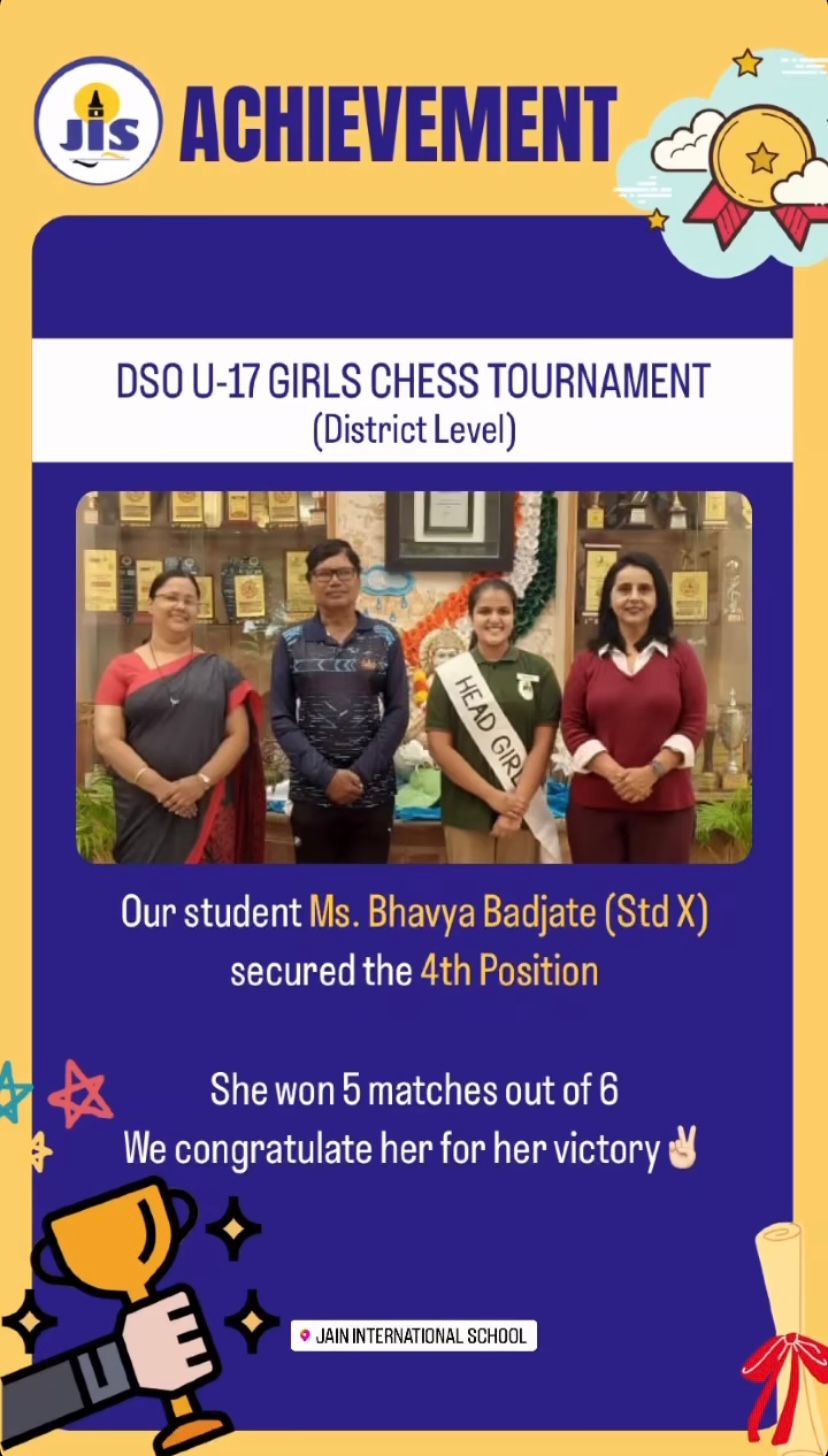 JIS
ACHIEVEMENT
DSO U-17 GIRLS CHESS TOURNAMENT
(District Level)
HEAD GIRL
Our student Ms. Bhavya Badjate (Std X)
secured the 4th Position
She won 5 matches out of 6
We congratulate her for her victory✌🏻
JAIN INTERNATIONAL SCHOOL